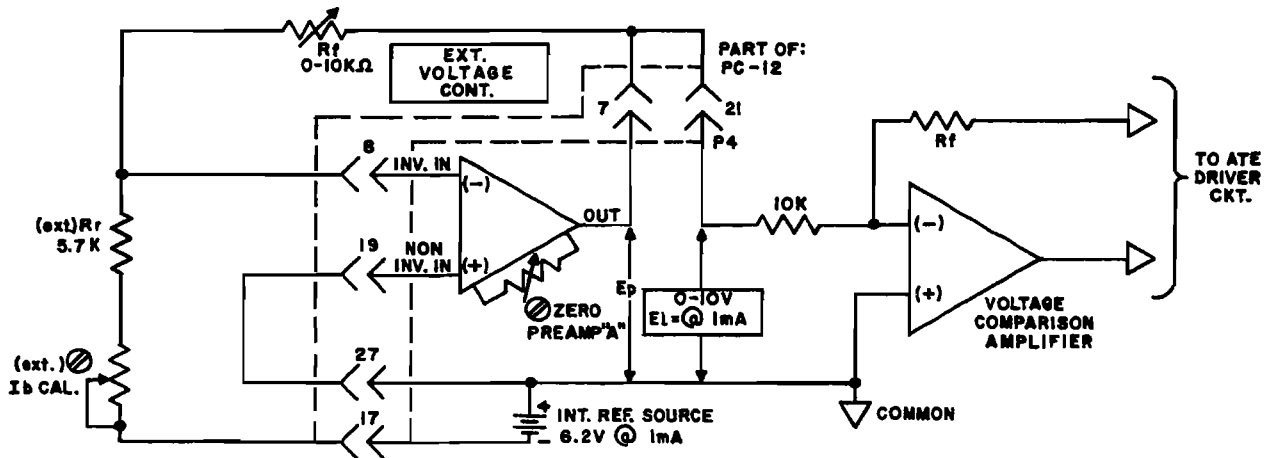 Rf
0-10KΩ
EXT.
VOLTAGE
CONT.
PART OF:
PC-12
7
21
P4
8
INV. IN
(-)
OUT
(ext)Rr
5.7K
19
NON
INV. IN
(+)
ZERO
PREAMP"A"
Ep
0-10V
E1=@ 1mA
10K
Rf
(-)
(+)
VOLTAGE
COMPARISON
AMPLIFIER
TO ATE
DRIVER
CKT.
(ext.)
Ib CAL.
27
17
+
INT. REF. SOURCE
- 6.2V @ 1mA
COMMON